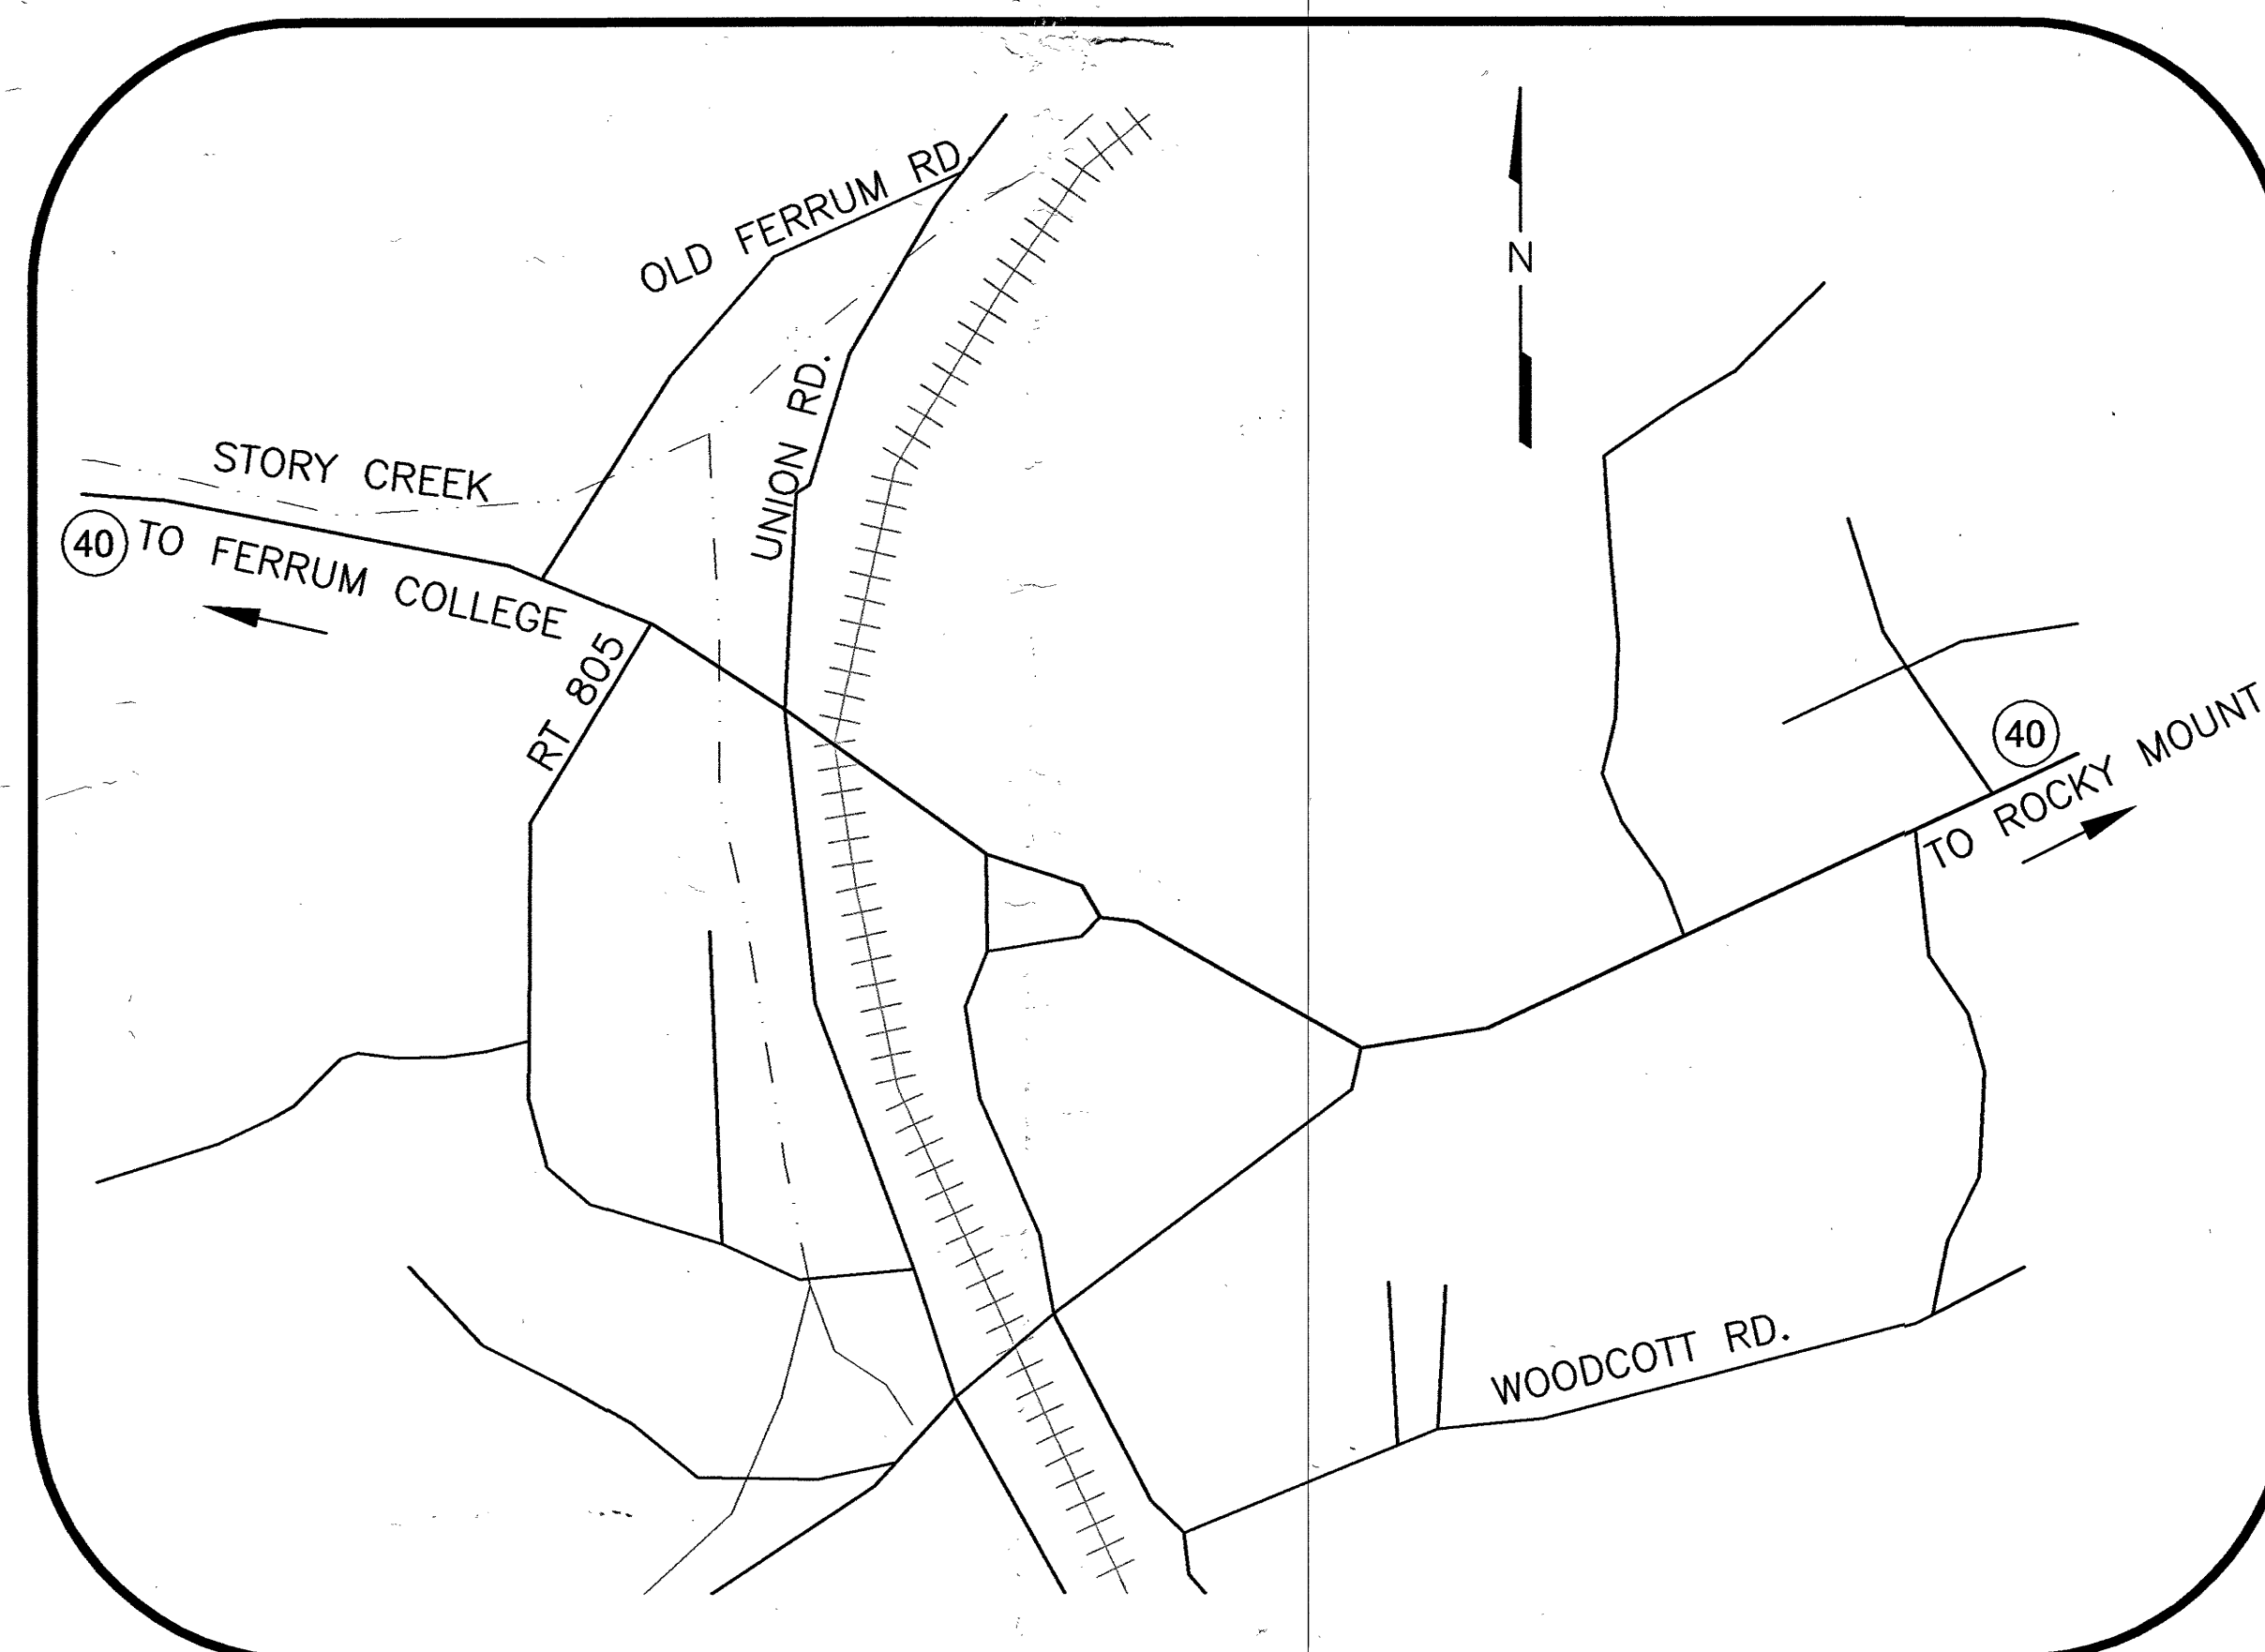 OLD FERRUM RD.
N
UNION RD.
STORY CREEK
40 TO FERRUM COLLEGE
RT 805
40
TO ROCKY MOUNT
WOODCOTT RD.